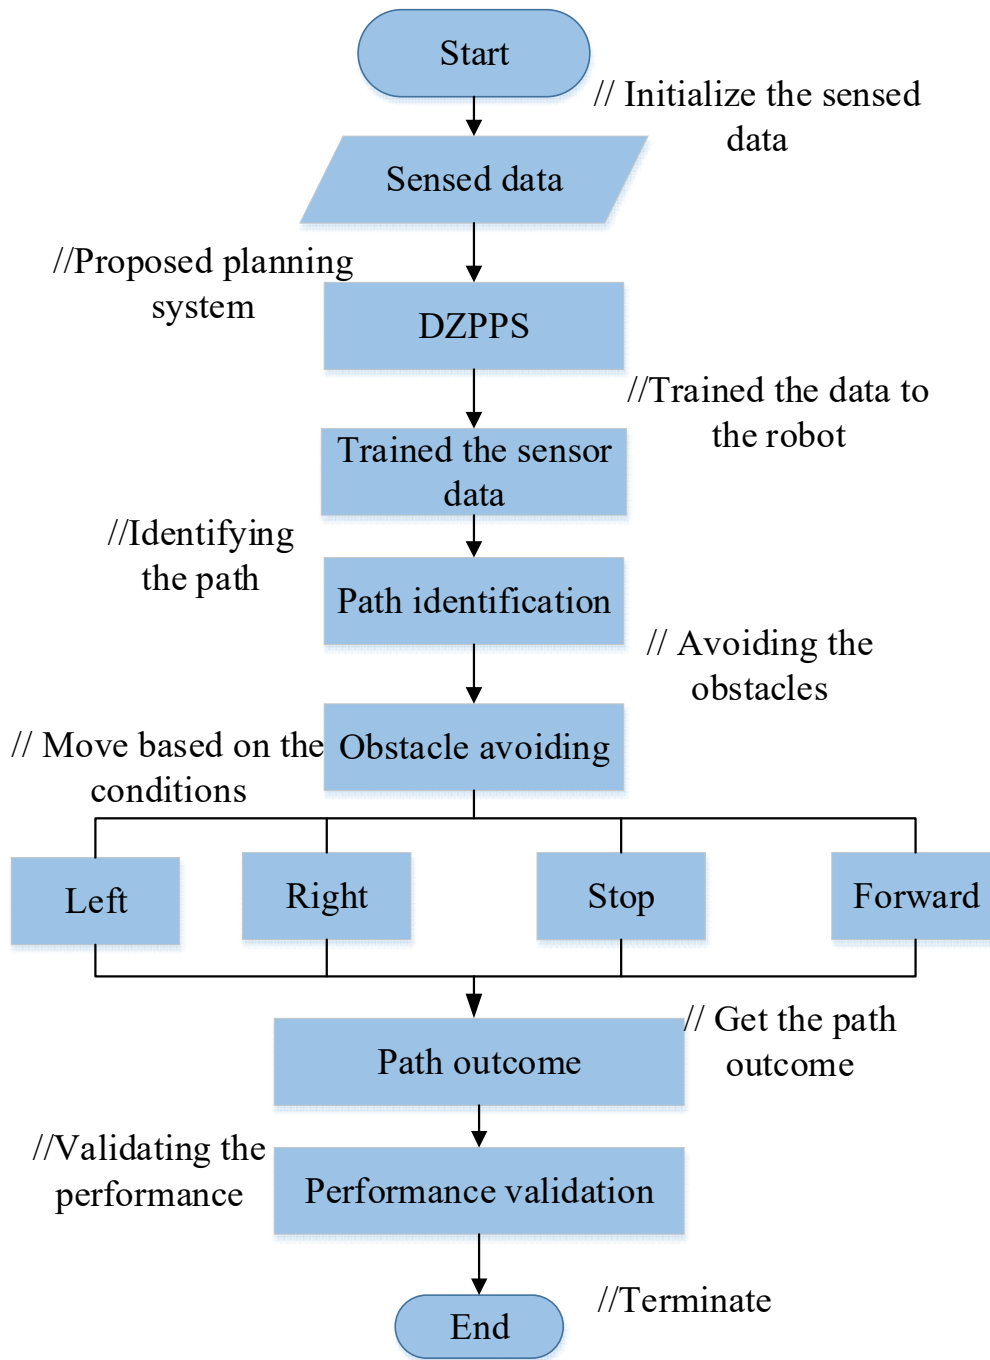 Start
// Initialize the sensed
data
Sensed data
//Proposed planning
system
DZPPS
//Trained the data to
the robot
Trained the sensor
data
//Identifying
the path
Path identification
// Avoiding the
obstacles
Obstacle avoiding
// Move based on the
conditions
Left
Right
Stop
Forward
// Get the path
outcome
Path outcome
//Validating the
performance
Performance validation
//Terminate
End